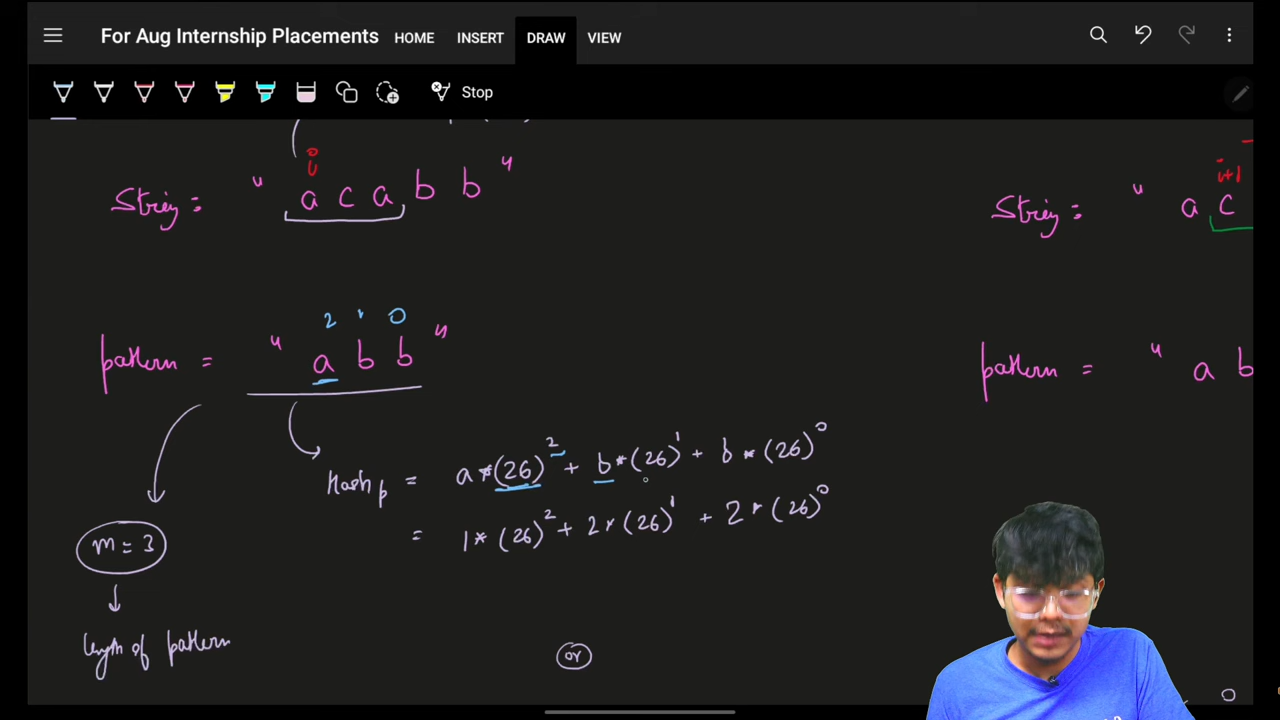 For Aug Internship Placements HOME INSERT DRAW VIEW
Stop
i
String = " a c a b b "
i+1
String = " a c
2 1 0
pattern = " a b b "
pattern = " a b
Hash p = a * (26)^2 + b * (26)^1 + b * (26)^0
= 1 * (26)^2 + 2 * (26)^1 + 2 * (26)^0
m = 3
length of pattern
or